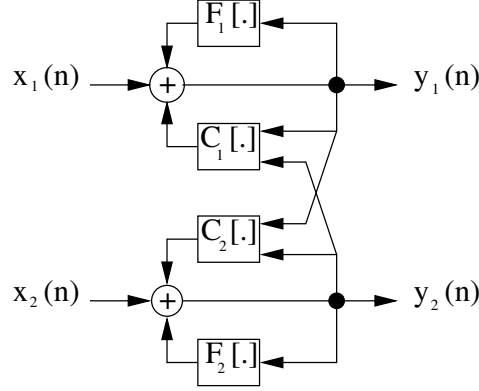 F₁[.]
x₁(n) + y₁(n)
C₁[.]
C₂[.]
x₂(n) + y₂(n)
F₂[.]